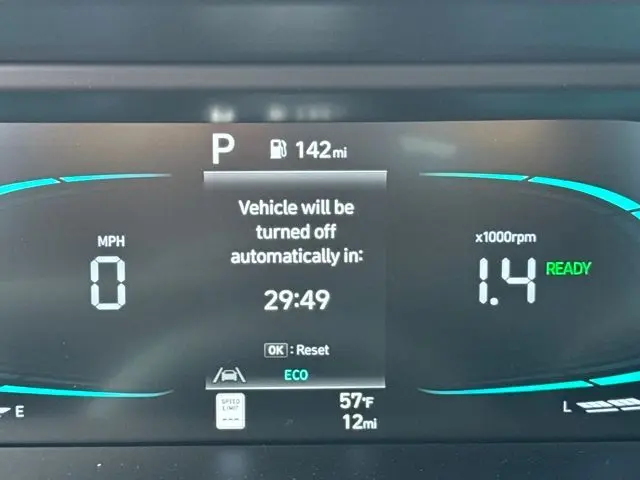 P 142mi
Vehicle will be
turned off
automatically in:
29:49
OK : Reset
ECO
MPH
0
x1000rpm
1.4 READY
E
SPEED
LIMIT
---
57°F
12mi
L